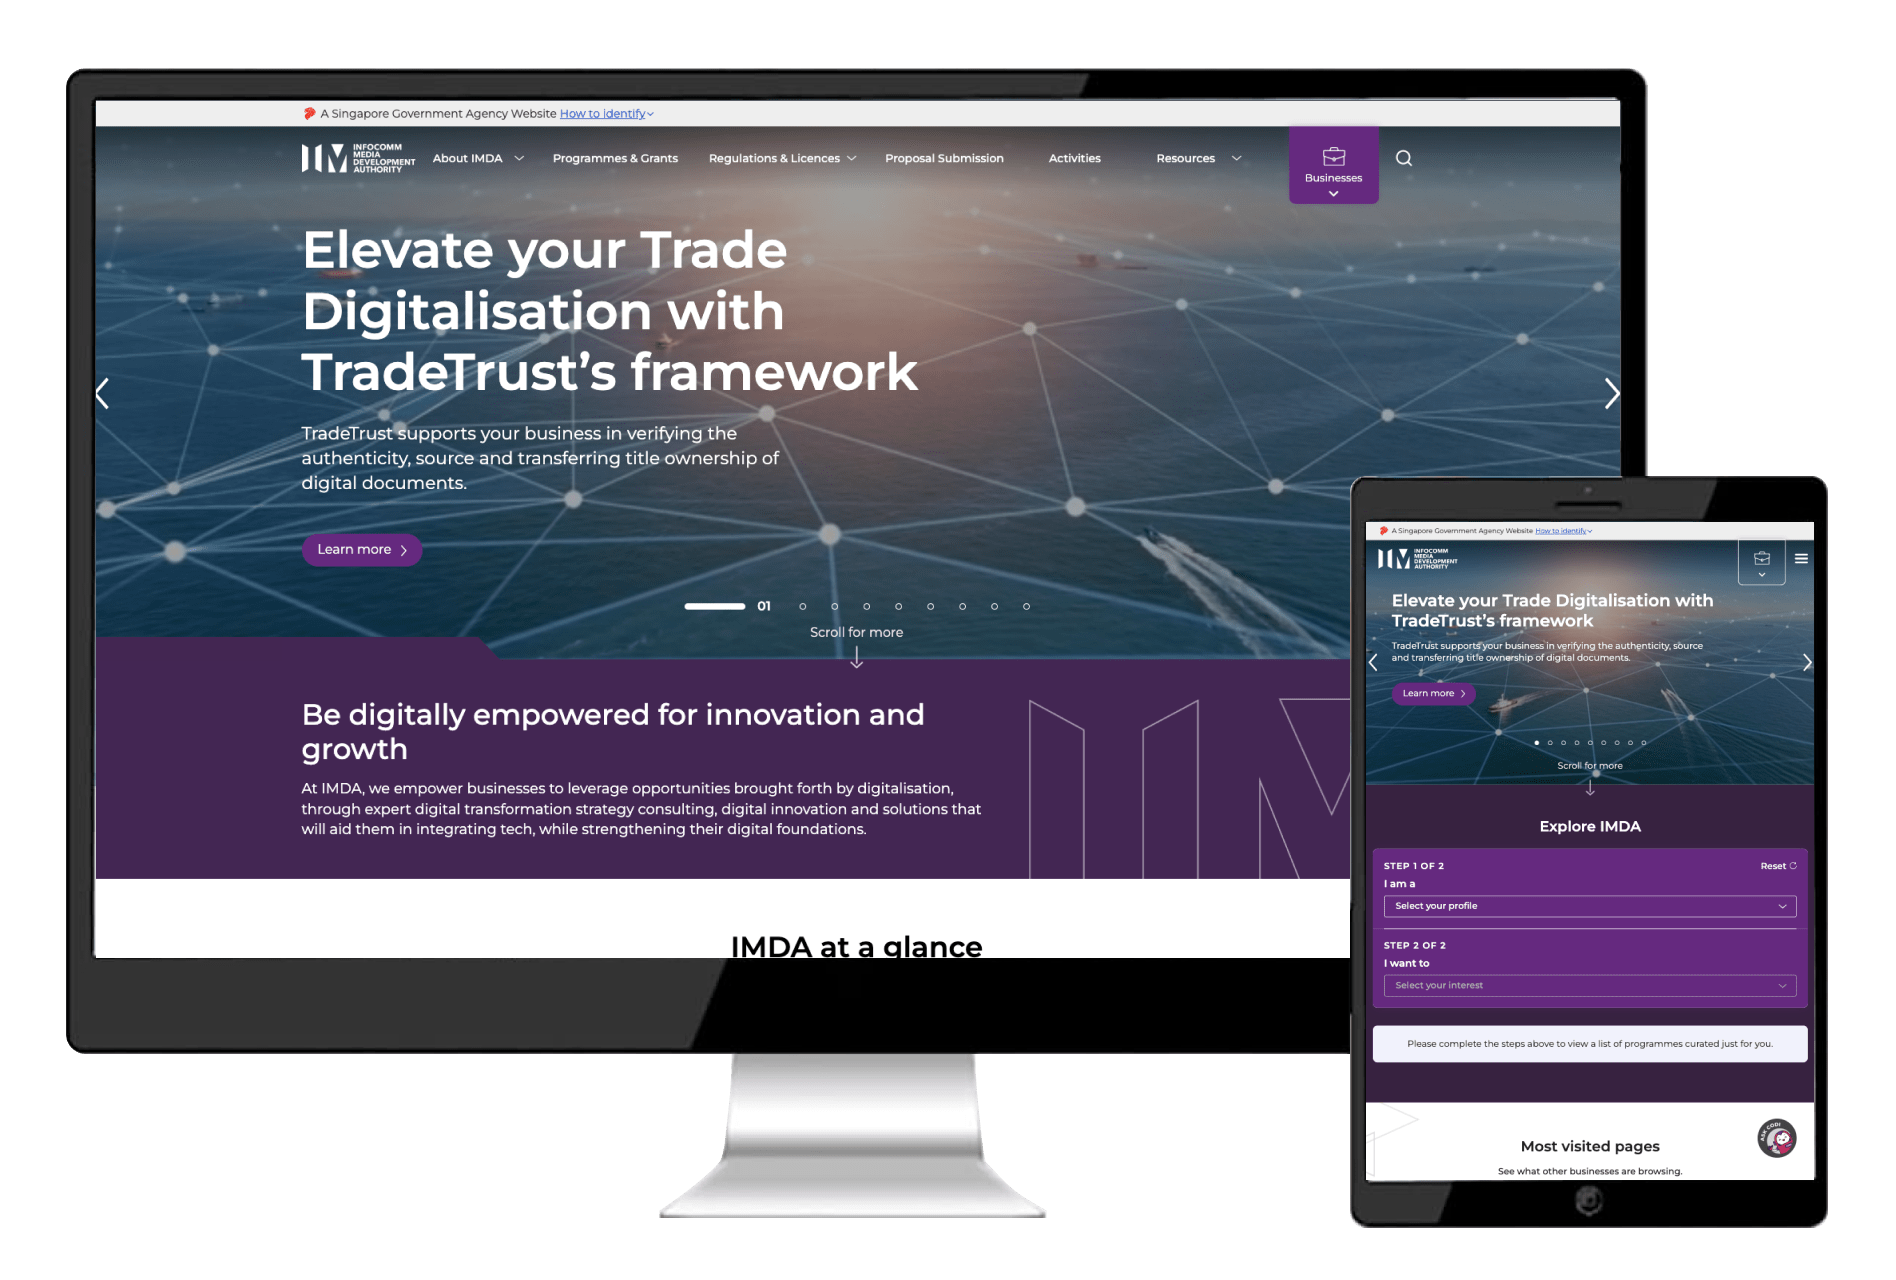 A Singapore Government Agency Website How to identify
INFOCOMM
MEDIA
DEVELOPMENT
AUTHORITY
About IMDA
Programmes & Grants
Regulations & Licences
Proposal Submission
Activities
Resources
Businesses
Elevate your Trade
Digitalisation with
TradeTrust’s framework
TradeTrust supports your business in verifying the
authenticity, source and transferring title ownership of
digital documents.
Learn more
01
Scroll for more
Be digitally empowered for innovation and
growth
At IMDA, we empower businesses to leverage opportunities brought forth by digitalisation,
through expert digital transformation strategy consulting, digital innovation and solutions that
will aid them in integrating tech, while strengthening their digital foundations.
IMDA at a glance
A Singapore Government Agency Website How to identify
INFOCOMM
MEDIA
DEVELOPMENT
AUTHORITY
Elevate your Trade Digitalisation with
TradeTrust’s framework
TradeTrust supports your business in verifying the authenticity, source
and transferring title ownership of digital documents.
Learn more
Scroll for more
Explore IMDA
STEP 1 OF 2
Reset
I am a
Select your profile
STEP 2 OF 2
I want to
Select your interest
Please complete the steps above to view a list of programmes curated just for you.
ASK CODI
Most visited pages
See what other businesses are browsing.